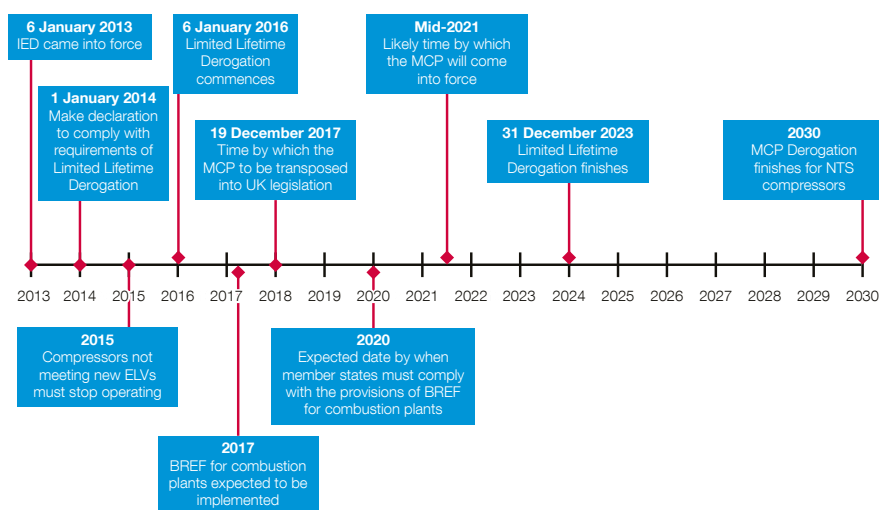 6 January 2013
IED came into force
6 January 2016
Limited Lifetime
Derogation
commences
Mid-2021
Likely time by which
the MCP will come
into force
1 January 2014
Make declaration
to comply with
requirements of
Limited Lifetime
Derogation
19 December 2017
Time by which the
MCP to be transposed
into UK legislation
31 December 2023
Limited Lifetime
Derogation finishes
2030
MCP Derogation
finishes for NTS
compressors
2013 2014 2015 2016 2017 2018 2019 2020 2021 2022 2023 2024 2025 2026 2027 2028 2029 2030
2015
Compressors not
meeting new ELVs
must stop operating
2020
Expected date by when
member states must comply
with the provisions of BREF
for combustion plants
2017
BREF for combustion
plants expected to be
implemented